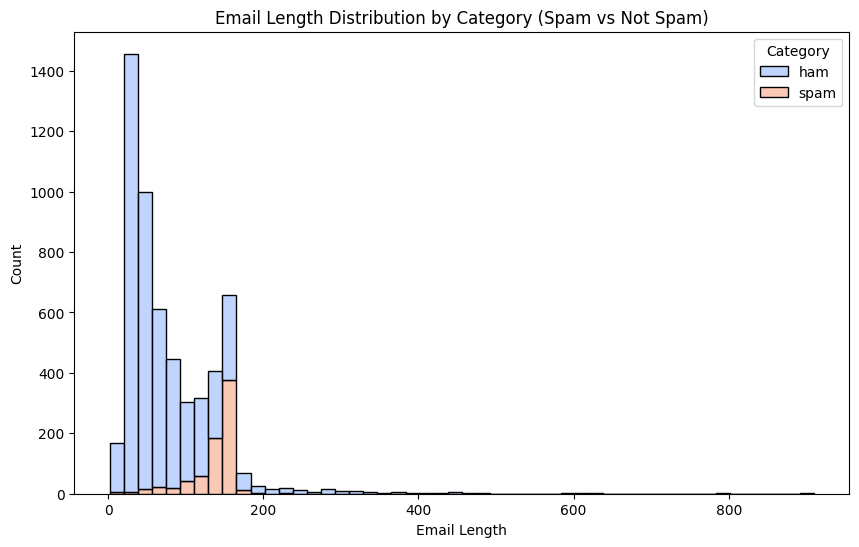 Email Length Distribution by Category (Spam vs Not Spam)
Category
ham
spam
1400
1200
1000
800
600
400
200
0
Count
0 200 400 600 800
Email Length